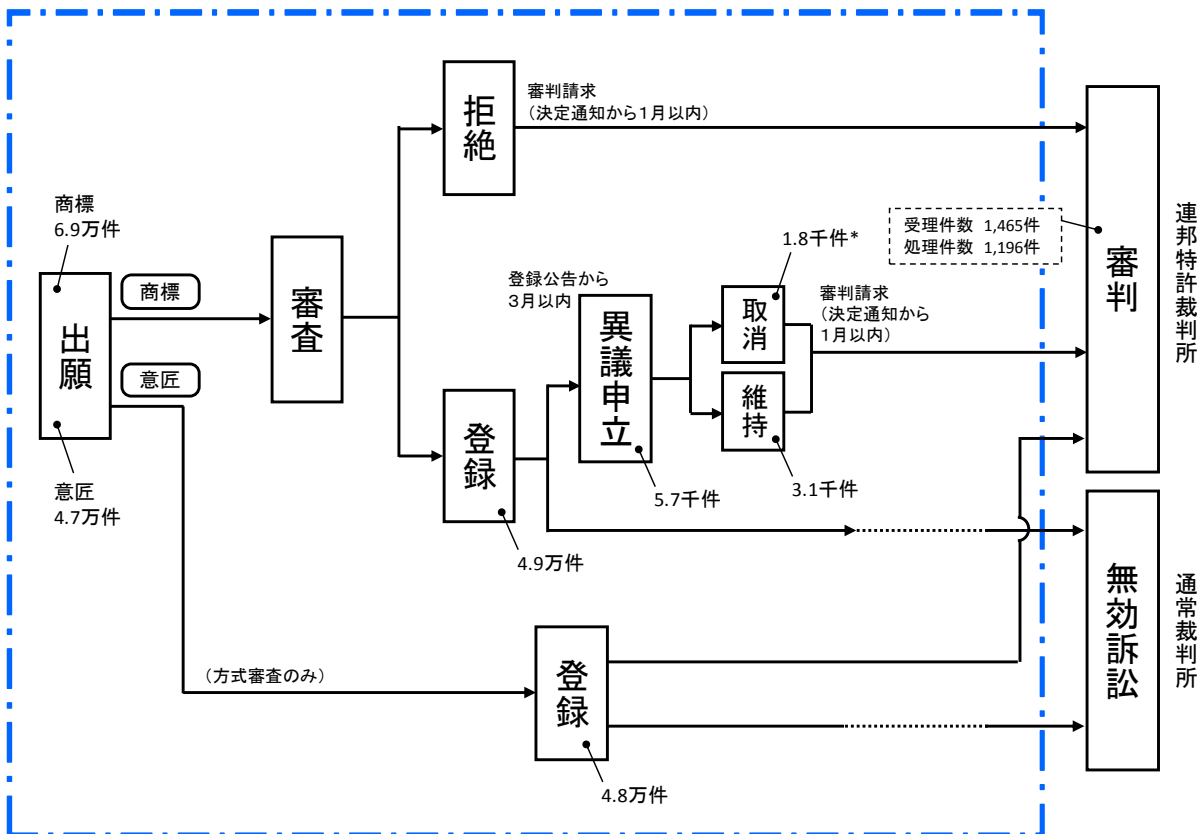 拒絶
審判請求
（決定通知から１月以内）
商標
6.9万件
出願
商標
意匠
意匠
4.7万件
審査
登録公告から
３月以内
異議申立
5.7千件
1.8千件*
取消
維持
3.1千件
審判請求
（決定通知から
１月以内）
受理件数 1,465件
処理件数 1,196件
審判
連邦特許裁判所
登録
4.9万件
（方式審査のみ）
登録
4.8万件
無効訴訟
通常裁判所